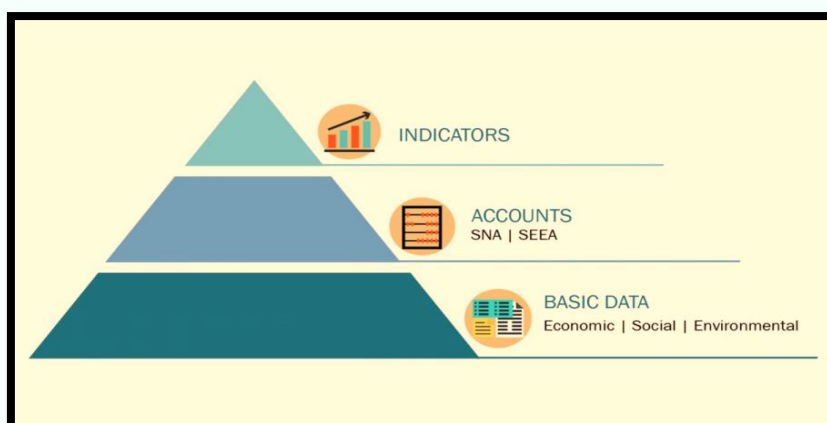 INDICATORS
ACCOUNTS
SNA | SEEA
BASIC DATA
Economic | Social | Environmental